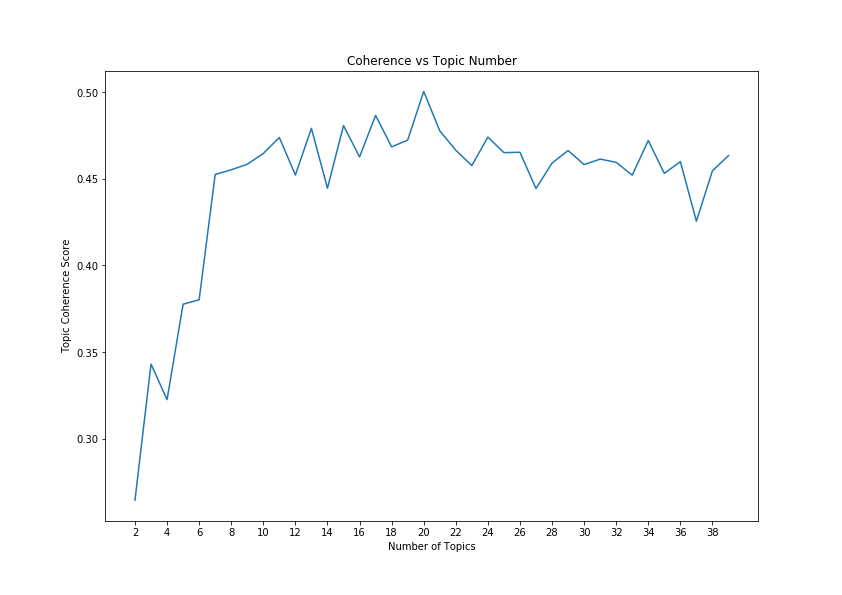 Coherence vs Topic Number
Topic Coherence Score
0.50
0.45
0.40
0.35
0.30
2 4 6 8 10 12 14 16 18 20 22 24 26 28 30 32 34 36 38
Number of Topics